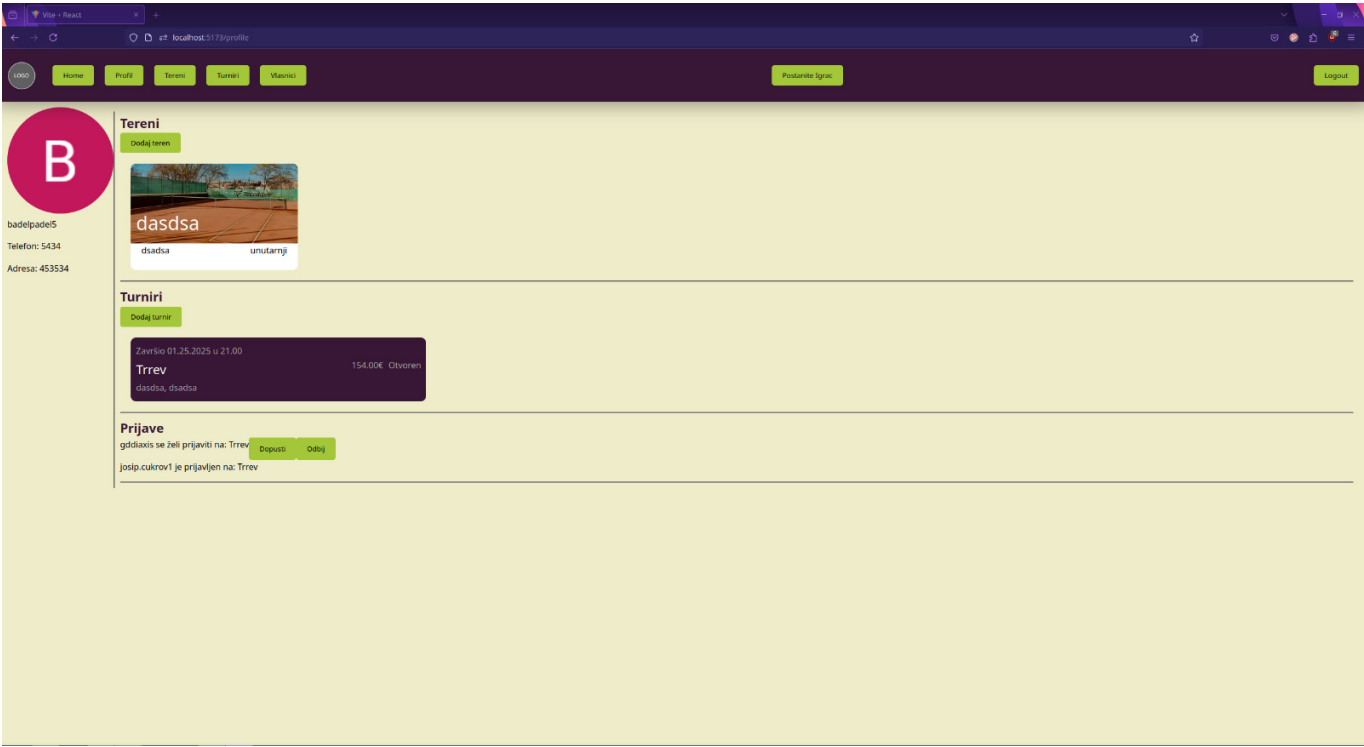 Vite + React
localhost:5173/profile
LOGO
Home
Profil
Tereni
Turniri
Vlasnici
Postanite Igrac
Logout
B
badelpadel5
Telefon: 5434
Adresa: 453534
Tereni
Dodaj teren
dasdsa
dsadsa unutarnji
Turniri
Dodaj turnir
Završio 01.25.2025 u 21.00
Trrev
154.00€ Otvoren
dasdsa, dsadsa
Prijave
gddiaxis se želi prijaviti na: Trrev Dopusti Odbij
josip.cukrov1 je prijavljen na: Trrev